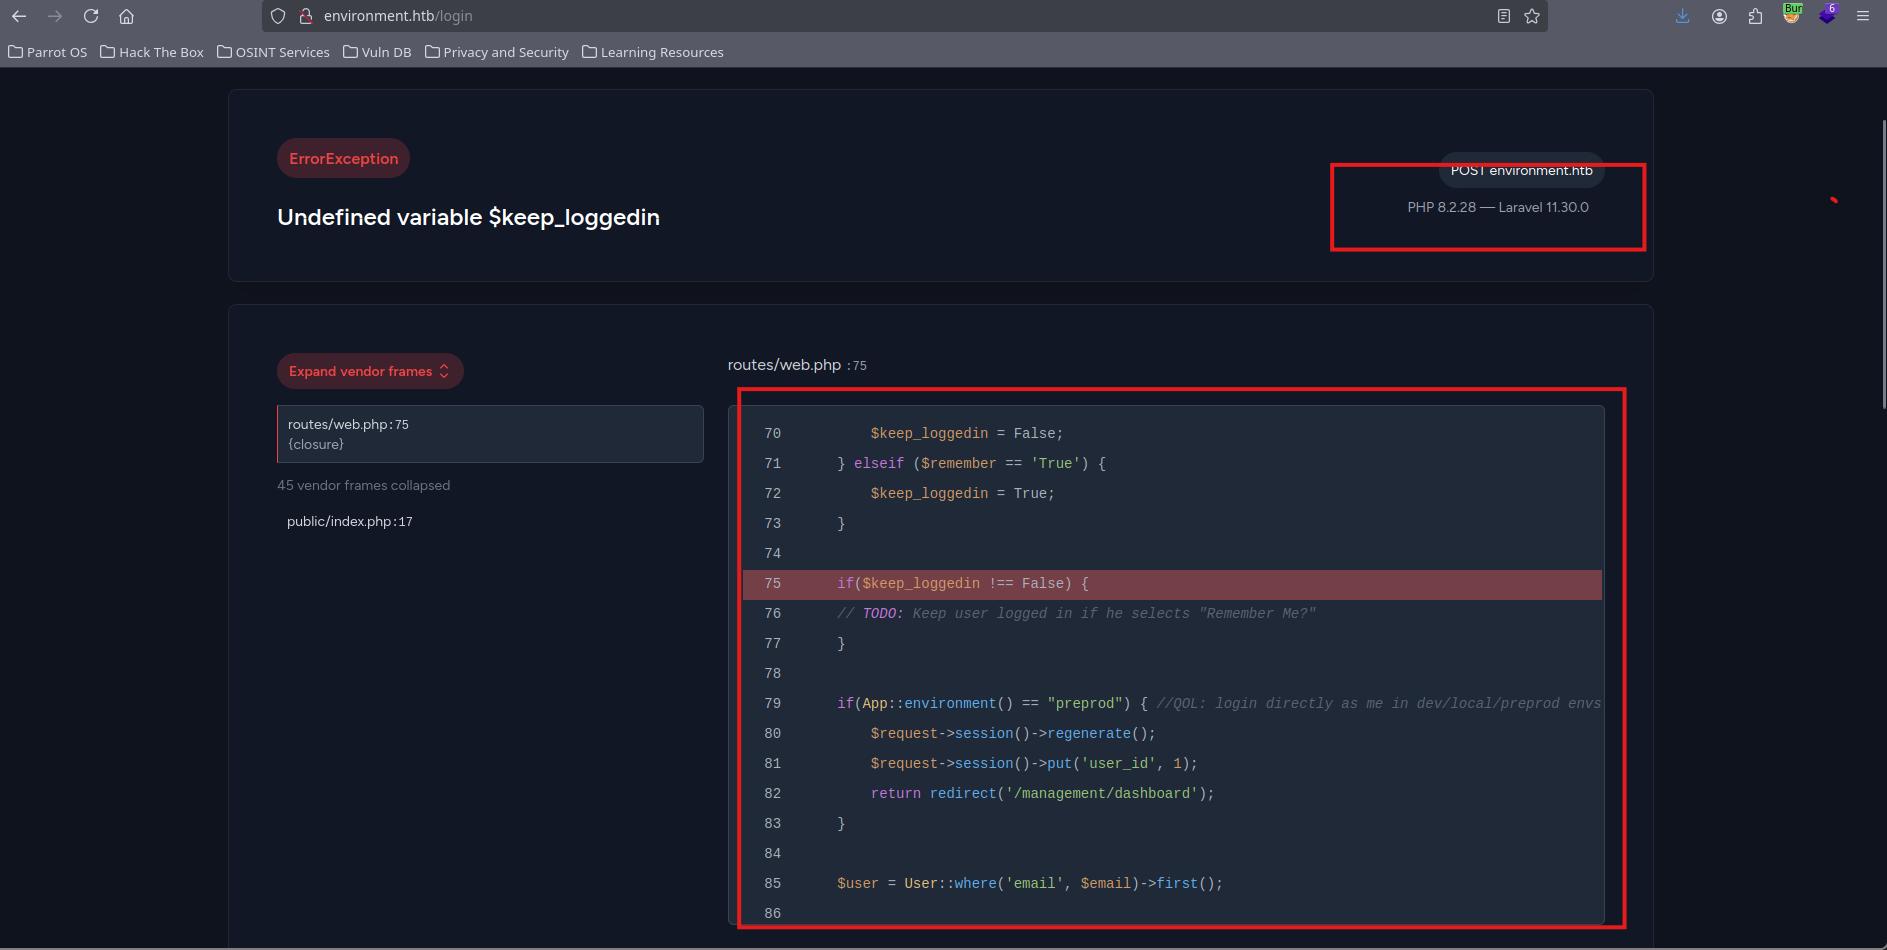 environment.htb/login
Bur
6
Parrot OS Hack The Box OSINT Services Vuln DB Privacy and Security Learning Resources
ErrorException
POST environment.htb
PHP 8.2.28 — Laravel 11.30.0
Undefined variable $keep_loggedin
Expand vendor frames
routes/web.php:75
{closure}
45 vendor frames collapsed
public/index.php:17
routes/web.php :75
70 $keep_loggedin = False;
71 } elseif ($remember == 'True') {
72 $keep_loggedin = True;
73 }
74
75 if($keep_loggedin !== False) {
76 // TODO: Keep user logged in if he selects "Remember Me?"
77 }
78
79 if(App::environment() == "preprod") { //QOL: login directly as me in dev/local/preprod envs
80 $request->session()->regenerate();
81 $request->session()->put('user_id', 1);
82 return redirect('/management/dashboard');
83 }
84
85 $user = User::where('email', $email)->first();
86